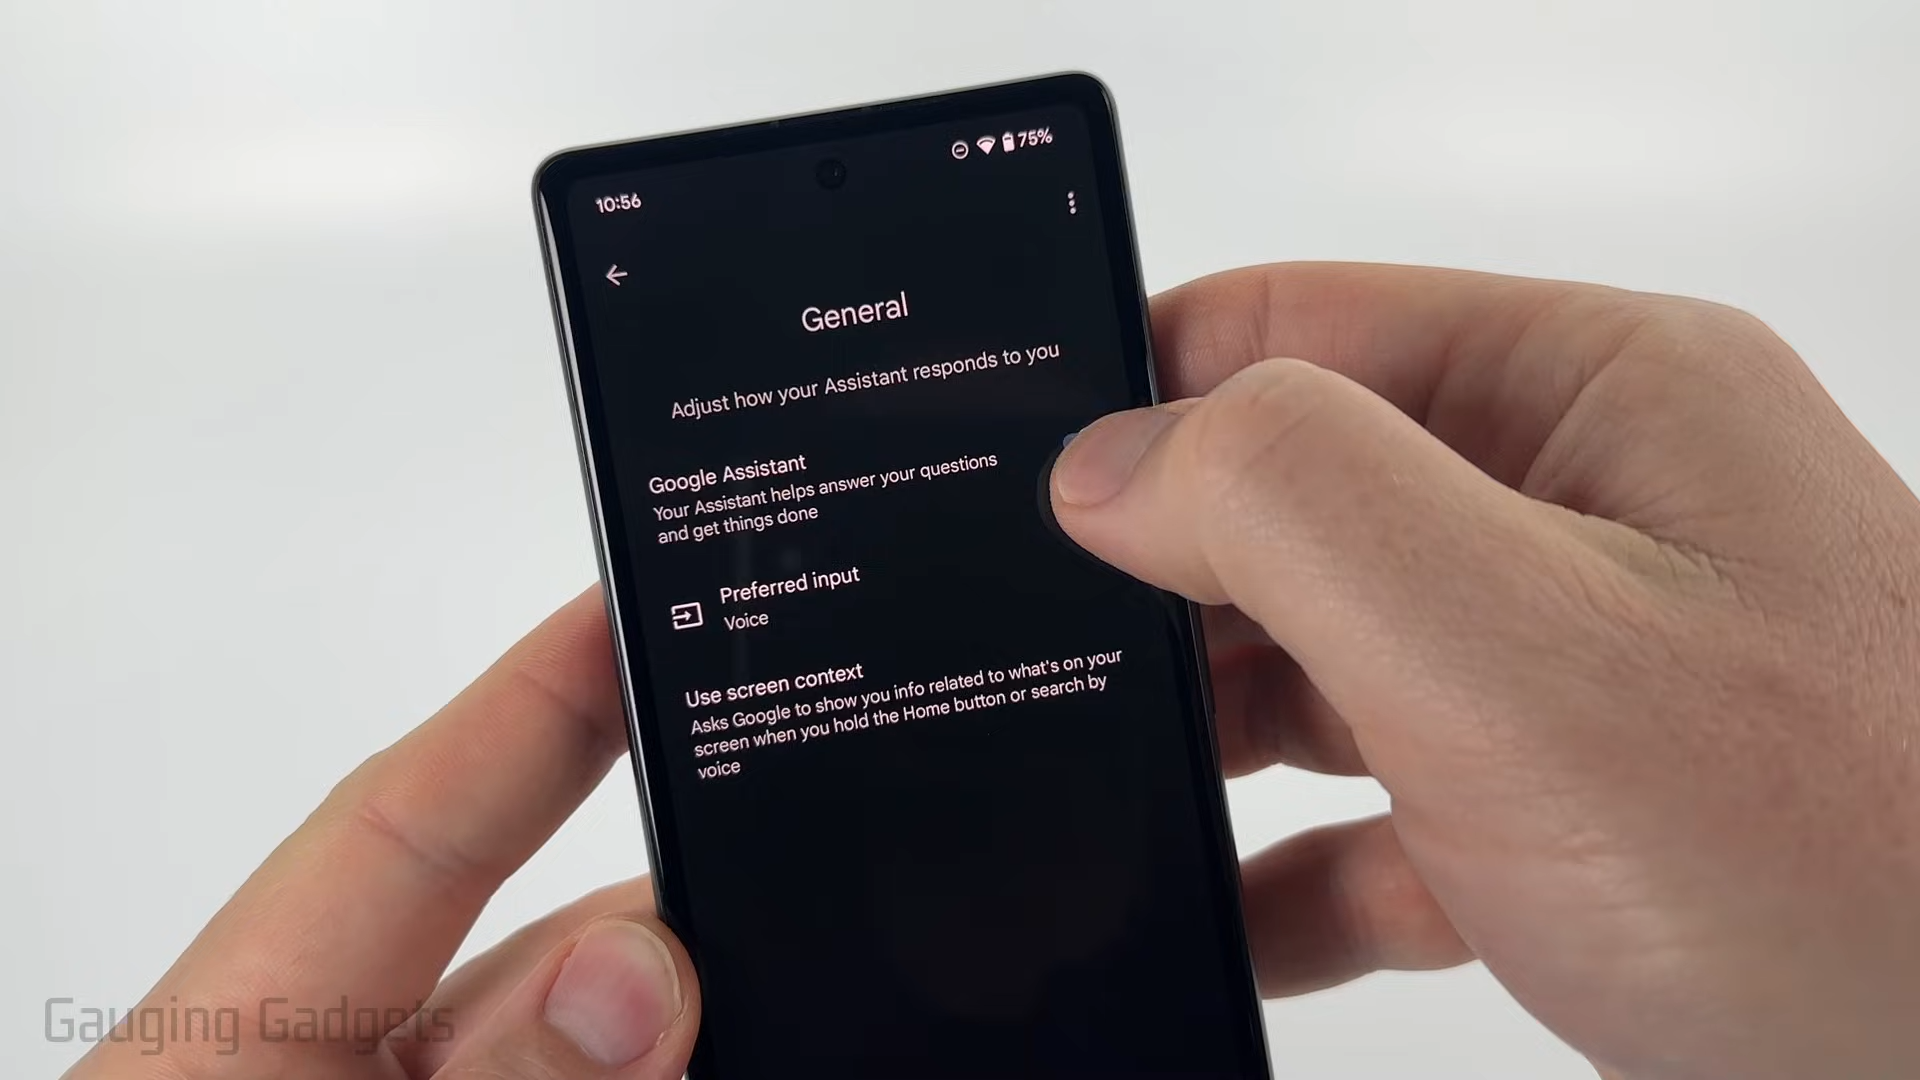 10:56
75%
General
Adjust how your Assistant responds to you
Google Assistant
Your Assistant helps answer your questions
and get things done
Preferred input
Voice
Use screen context
Asks Google to show you info related to what's on your
screen when you hold the Home button or search by
voice
Gauging Gadgets